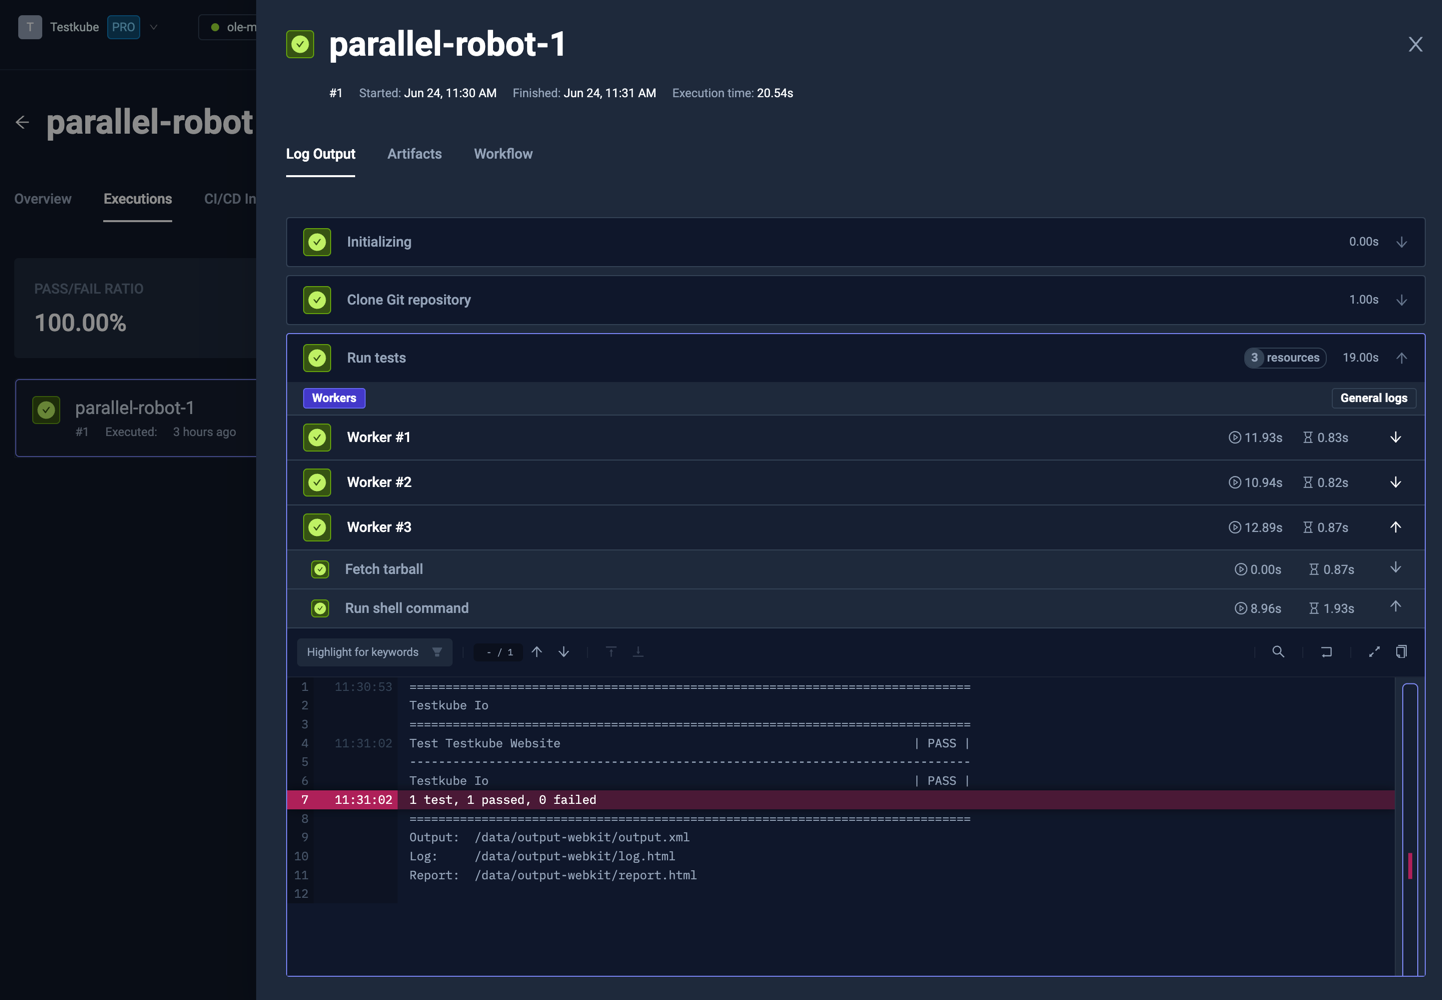 T Testkube PRO ole-m
parallel-robot
Overview Executions CI/CD In
PASS/FAIL RATIO
100.00%
parallel-robot-1
#1 Executed: 3 hours ago
parallel-robot-1
#1 Started: Jun 24, 11:30 AM Finished: Jun 24, 11:31 AM Execution time: 20.54s
Log Output Artifacts Workflow
Initializing 0.00s
Clone Git repository 1.00s
Run tests 3 resources 19.00s
Workers General logs
Worker #1 11.93s 0.83s
Worker #2 10.94s 0.82s
Worker #3 12.89s 0.87s
Fetch tarball 0.00s 0.87s
Run shell command 8.96s 1.93s
Highlight for keywords - / 1
1 11:30:53 ==============================================================================
2 Testkube Io
3 ==============================================================================
4 11:31:02 Test Testkube Website | PASS |
5 ------------------------------------------------------------------------------
6 Testkube Io | PASS |
7 11:31:02 1 test, 1 passed, 0 failed
8 ==============================================================================
9 Output: /data/output-webkit/output.xml
10 Log: /data/output-webkit/log.html
11 Report: /data/output-webkit/report.html
12